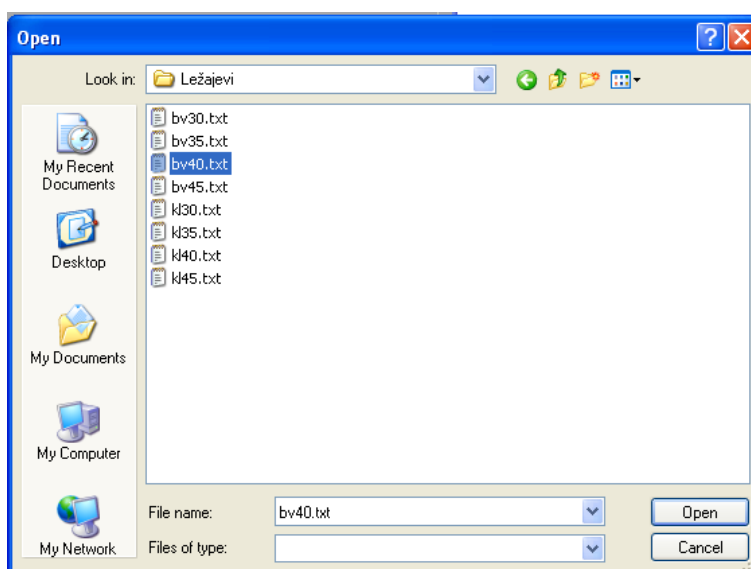 Open
Look in: Ležajevi
bv30.txt
bv35.txt
bv40.txt
bv45.txt
kl30.txt
kl35.txt
kl40.txt
kl45.txt
My Recent
Documents
Desktop
My Documents
My Computer
My Network
File name: bv40.txt Open
Files of type: Cancel